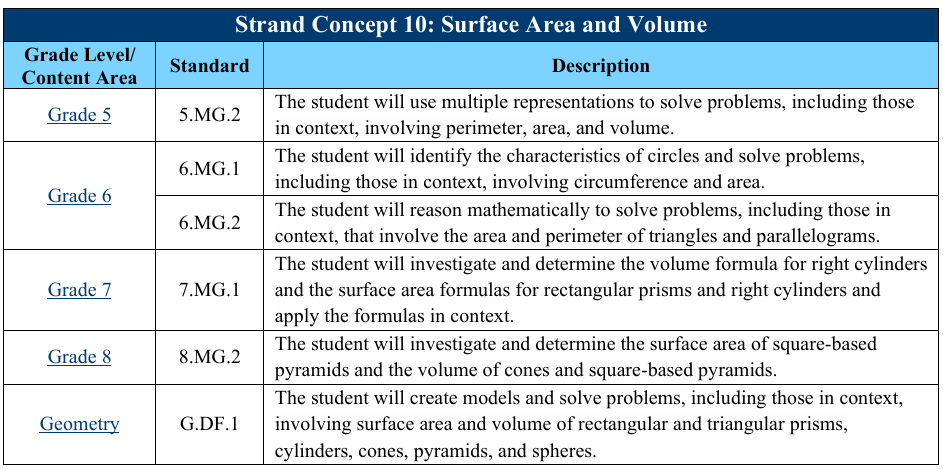 Strand Concept 10: Surface Area and Volume
Grade Level/
Content Area
Standard
Description
Grade 5
5.MG.2
The student will use multiple representations to solve problems, including those
in context, involving perimeter, area, and volume.
Grade 6
6.MG.1
The student will identify the characteristics of circles and solve problems,
including those in context, involving circumference and area.
6.MG.2
The student will reason mathematically to solve problems, including those in
context, that involve the area and perimeter of triangles and parallelograms.
Grade 7
7.MG.1
The student will investigate and determine the volume formula for right cylinders
and the surface area formulas for rectangular prisms and right cylinders and
apply the formulas in context.
Grade 8
8.MG.2
The student will investigate and determine the surface area of square-based
pyramids and the volume of cones and square-based pyramids.
Geometry
G.DF.1
The student will create models and solve problems, including those in context,
involving surface area and volume of rectangular and triangular prisms,
cylinders, cones, pyramids, and spheres.